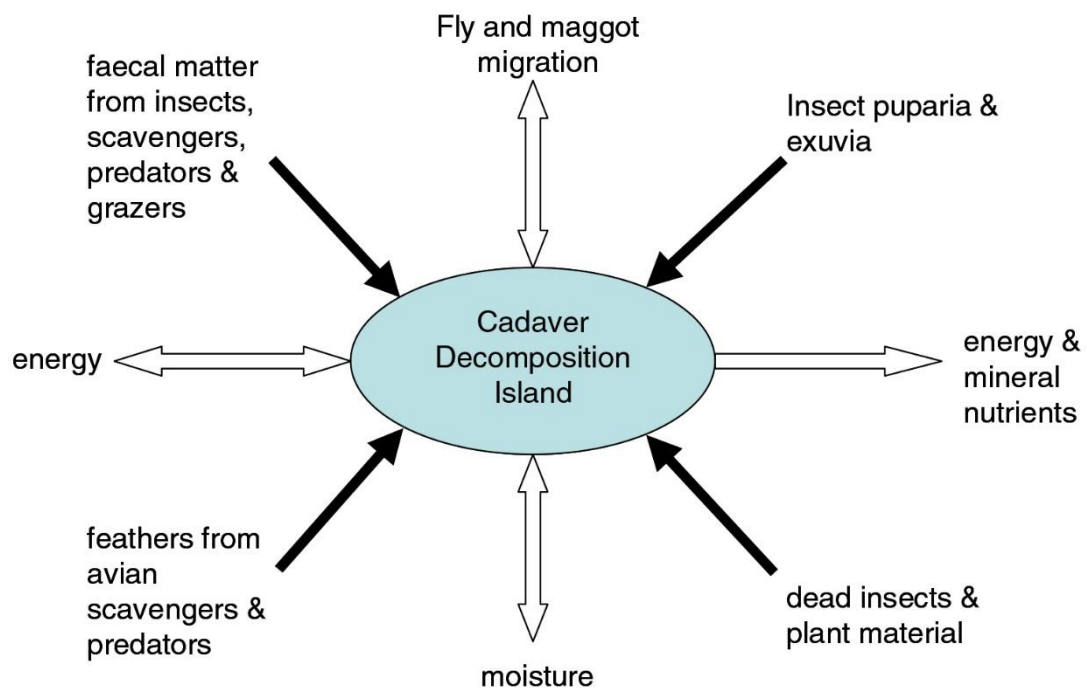 Fly and maggot
migration
faecal matter
from insects,
scavengers,
predators &
grazers
Insect puparia &
exuvia
Cadaver
Decomposition
Island
energy
energy &
mineral
nutrients
feathers from
avian
scavengers &
predators
dead insects &
plant material
moisture